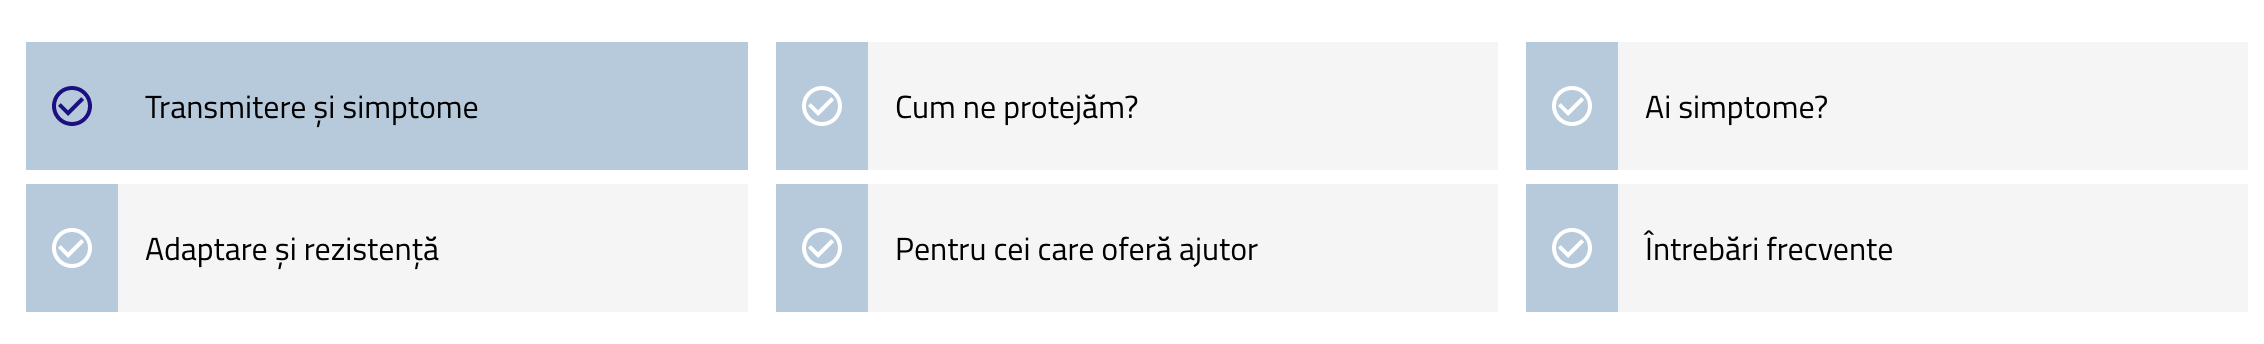 Transmitere și simptome
Cum ne protejăm?
Ai simptome?
Adaptare și rezistență
Pentru cei care oferă ajutor
Întrebări frecvente